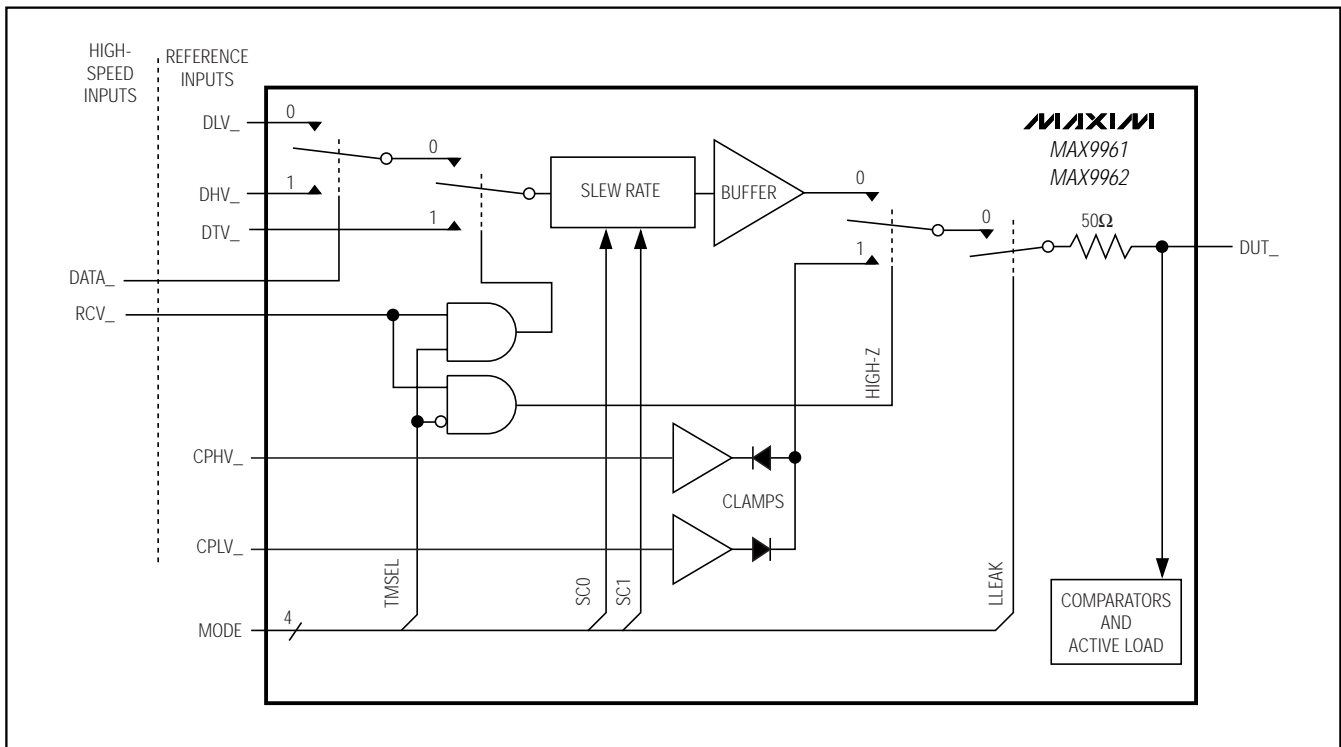 HIGH-
SPEED
INPUTS
REFERENCE
INPUTS
MAXIM
MAX9961
MAX9962
DLV_
0
DHV_
1
DTV_
0
1
SLEW RATE
BUFFER
0
1
0
50Ω
DUT_
DATA_
RCV_
HIGH-Z
CPHV_
CLAMPS
CPLV_
TMSEL
SC0
SC1
LLEAK
MODE
4
COMPARATORS
AND
ACTIVE LOAD